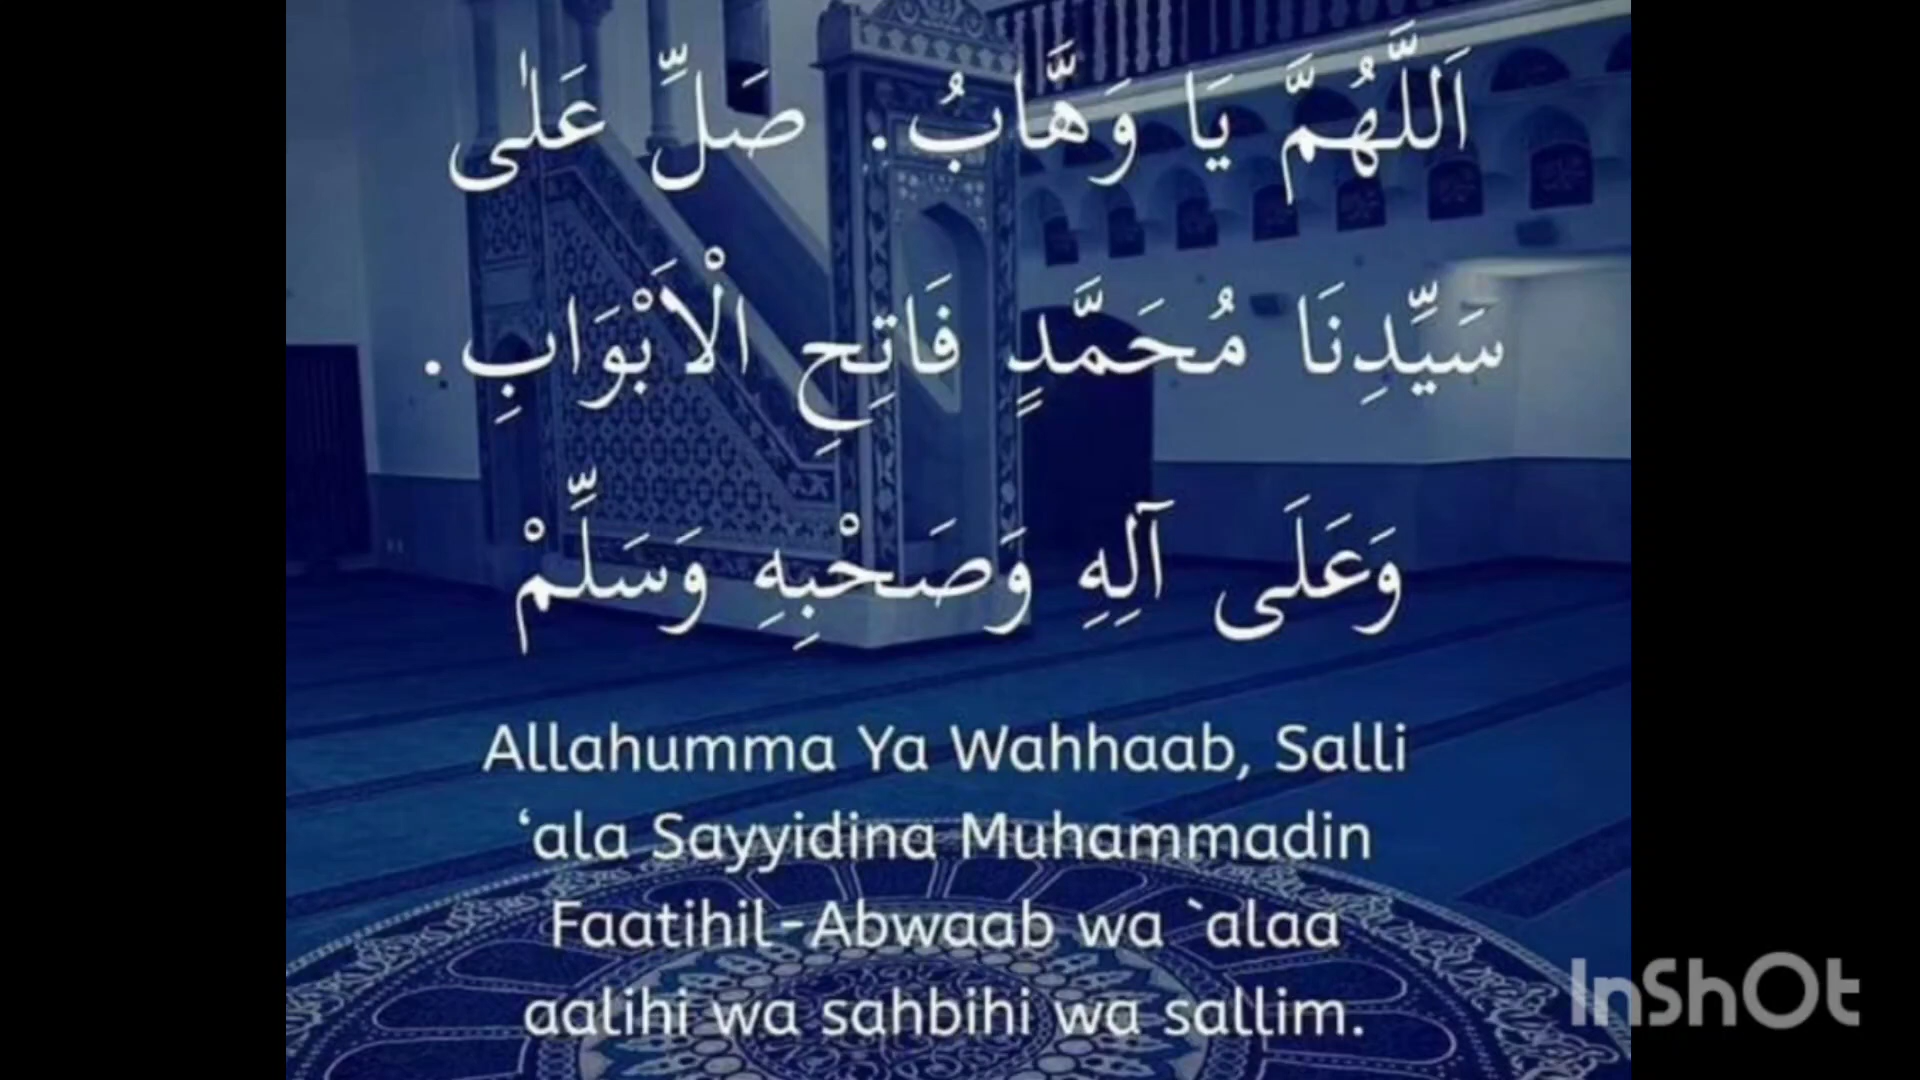 اَللَّهُمَّ يَا وَهَّابُ. صَلِّ عَلٰى
سَيِّدِنَا مُحَمَّدٍ فَاتِحِ الْاَبْوَابِ.
وَعَلَى آلِهِ وَصَحْبِهِ وَسَلِّمْ
Allahumma Ya Wahhaab, Salli
‘ala Sayyidina Muhammadin
Faatihil-Abwaab wa `alaa
aalihi wa sahbihi wa sallim.
InShOt